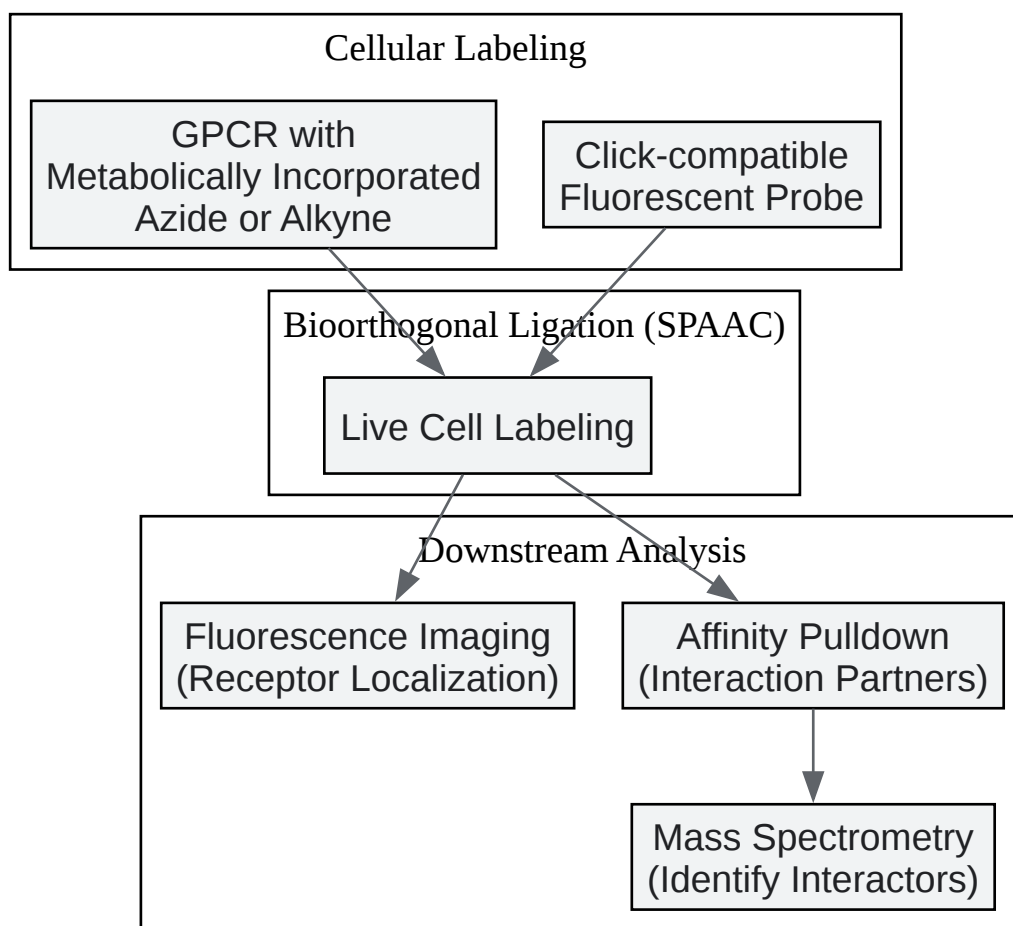 Cellular Labeling
GPCR with
Metabolically Incorporated
Azide or Alkyne
Click-compatible
Fluorescent Probe
Bioorthogonal Ligation (SPAAC)
Live Cell Labeling
Downstream Analysis
Fluorescence Imaging
(Receptor Localization)
Affinity Pulldown
(Interaction Partners)
Mass Spectrometry
(Identify Interactors)